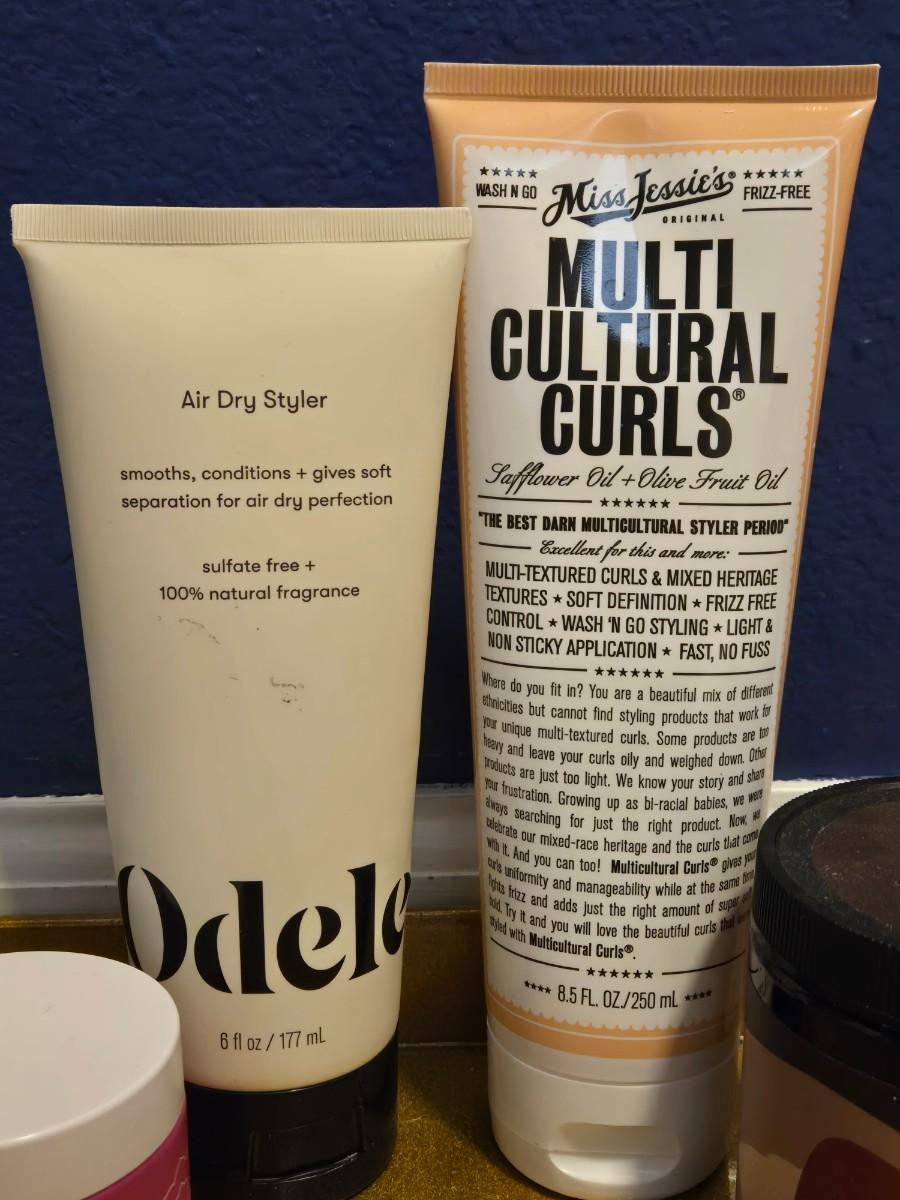 Air Dry Styler
smooths, conditions + gives soft
separation for air dry perfection
sulfate free +
100% natural fragrance
Odele
6 fl oz / 177 mL
WASH N GO
Miss Jessie's®
ORIGINAL
FRIZZ-FREE
MULTI
CULTURAL
CURLS®
Safflower Oil + Olive Fruit Oil
"THE BEST DARN MULTICULTURAL STYLER PERIOD"
Excellent for this and more:
MULTI-TEXTURED CURLS & MIXED HERITAGE
TEXTURES ★ SOFT DEFINITION ★ FRIZZ FREE
CONTROL ★ WASH 'N GO STYLING ★ LIGHT &
NON STICKY APPLICATION ★ FAST, NO FUSS
Where do you fit in? You are a beautiful mix of different
ethnicities but cannot find styling products that work for
your unique multi-textured curls. Some products are too
heavy and leave your curls oily and weighed down. Other
products are just too light. We know your story and share
your frustration. Growing up as bi-racial babies, we were
always searching for just the right product. Now, we
celebrate our mixed-race heritage and the curls that come
with it. And you can too! Multicultural Curls® gives your
curls uniformity and manageability while at the same time
fights frizz and adds just the right amount of super soft
hold. Try it and you will love the beautiful curls that
styled with Multicultural Curls®.
8.5 FL. OZ./250 mL